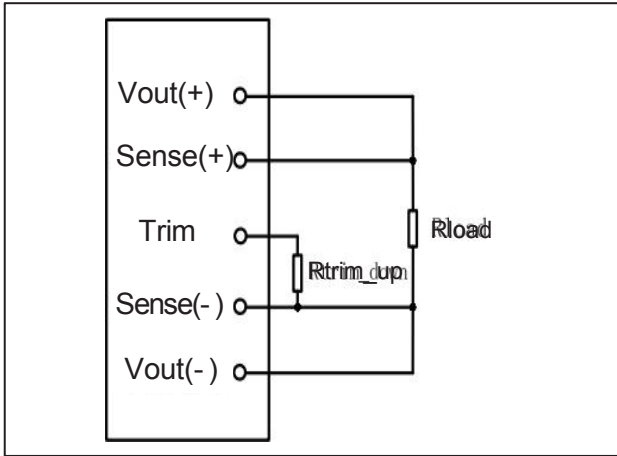 Vout(+)
Sense(+)
Trim
Rload
Rtrim_up
Sense(-)
Vout(-)